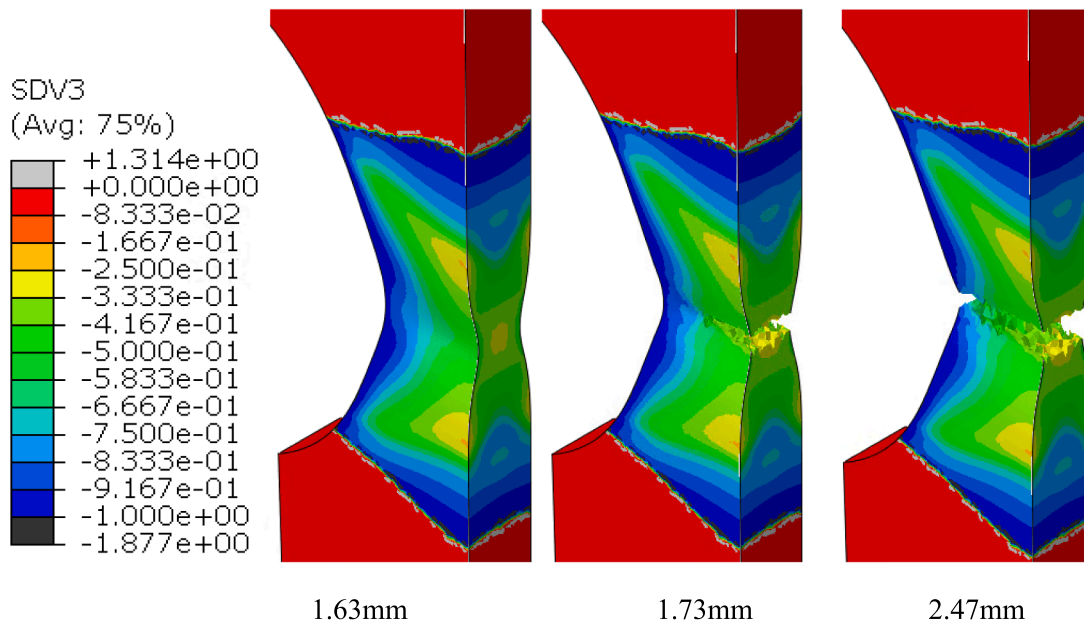 SDV3
(Avg: 75%)
+1.314e+00
+0.000e+00
-8.333e-02
-1.667e-01
-2.500e-01
-3.333e-01
-4.167e-01
-5.000e-01
-5.833e-01
-6.667e-01
-7.500e-01
-8.333e-01
-9.167e-01
-1.000e+00
-1.877e+00
1.63mm 1.73mm 2.47mm